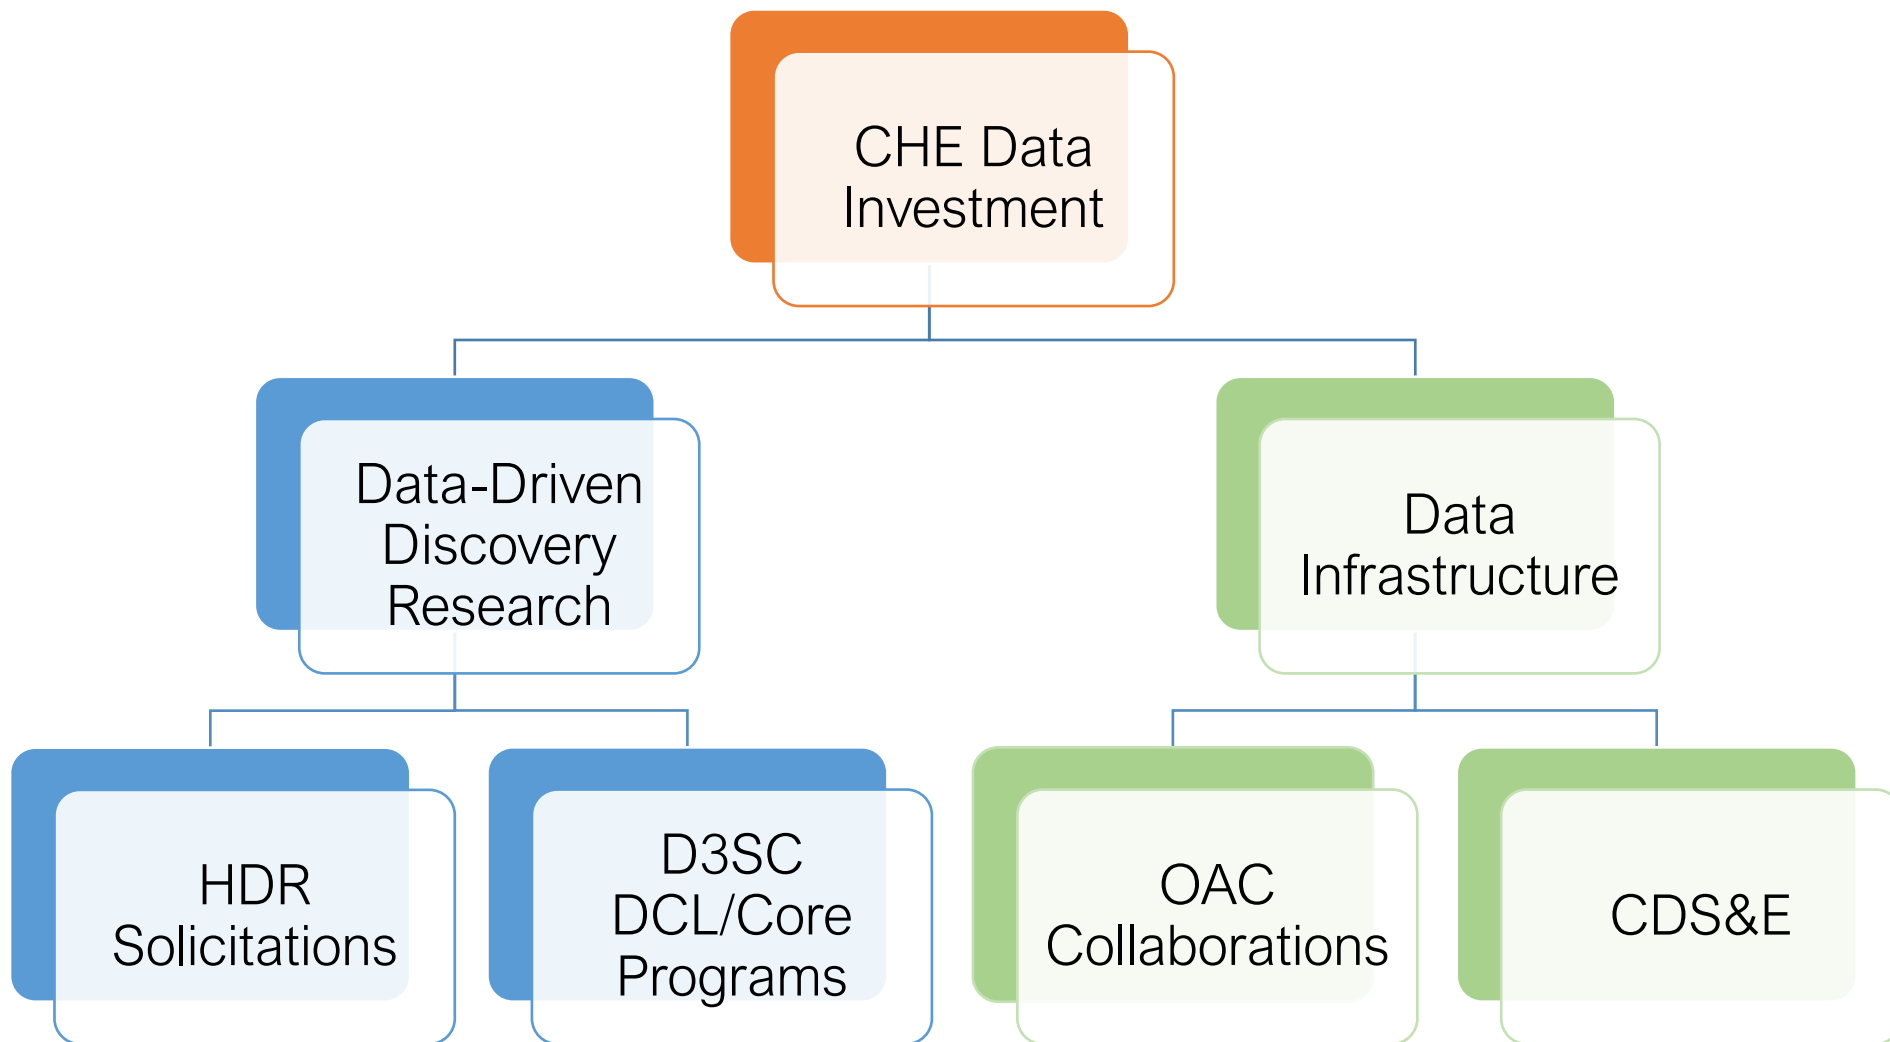 CHE Data
Investment
Data-Driven
Discovery
Research
Data
Infrastructure
HDR
Solicitations
D3SC
DCL/Core
Programs
OAC
Collaborations
CDS&E